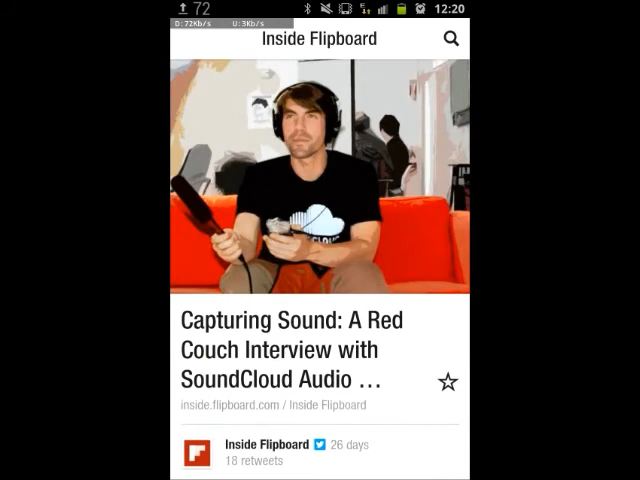 72
12:20
D:72Kb/s U:3Kb/s
Inside Flipboard
CLOUD
Capturing Sound: A Red
Couch Interview with
SoundCloud Audio …
inside.flipboard.com / Inside Flipboard
Inside Flipboard 26 days
18 retweets